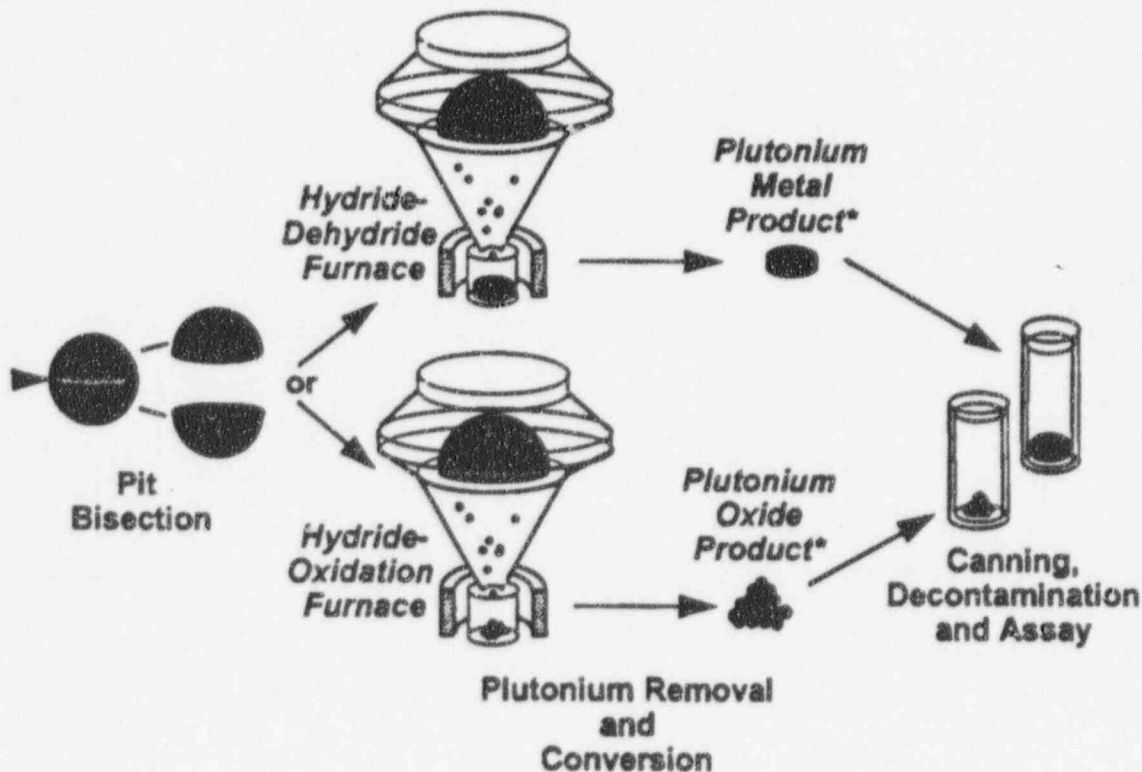 Pit
Bisection
or
Hydride-
Dehydride
Furnace
Hydride-
Oxidation
Furnace
Plutonium
Metal
Product*
Plutonium
Oxide
Product*
Plutonium Removal
and
Conversion
Canning,
Decontamination
and Assay